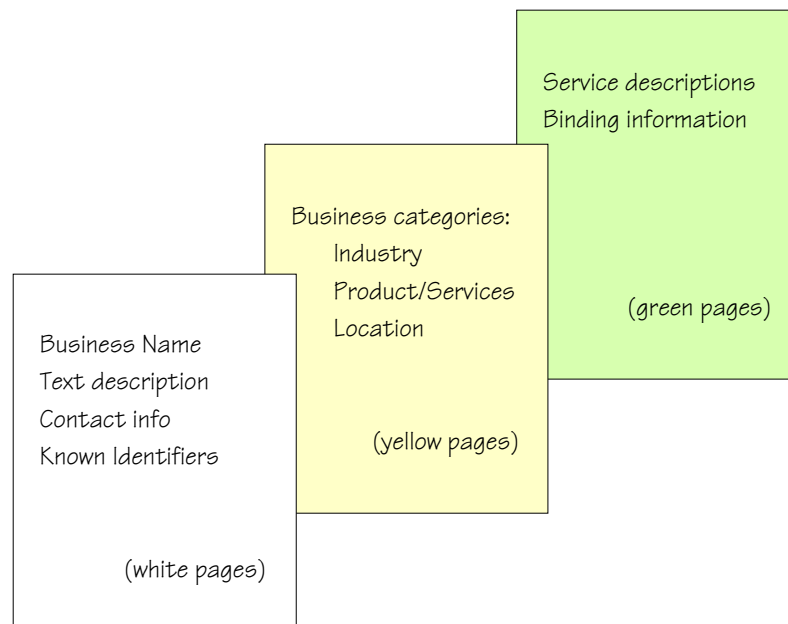 Service descriptions
Binding information
(green pages)
Business categories:
Industry
Product/Services
Location
(yellow pages)
Business Name
Text description
Contact info
Known Identifiers
(white pages)